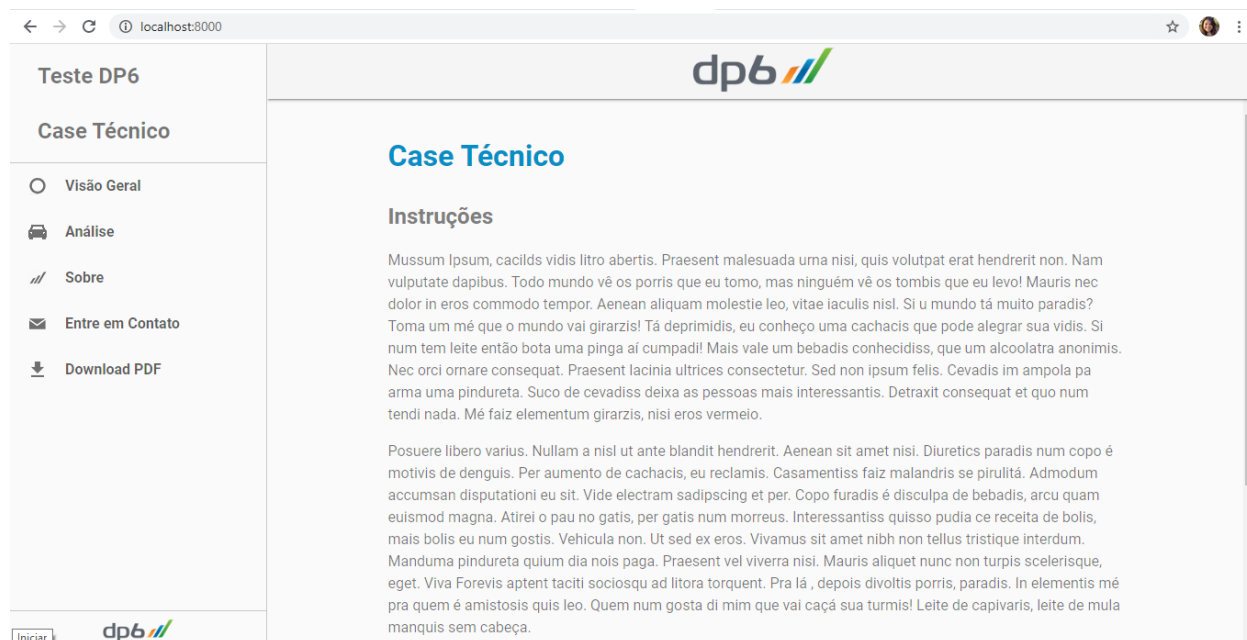 localhost:8000
Teste DP6
dp6
Case Técnico
Visão Geral
Análise
Sobre
Entre em Contato
Download PDF
dp6
Iniciar
Case Técnico
Instruções
Mussum Ipsum, cacilds vidis litro abertis. Praesent malesuada urna nisi, quis volutpat erat hendrerit non. Nam
vulputate dapibus. Todo mundo vê os porris que eu tomo, mas ninguém vê os tombis que eu levo! Mauris nec
dolor in eros commodo tempor. Aenean aliquam molestie leo, vitae iaculis nisl. Si u mundo tá muito paradis?
Toma um mé que o mundo vai girarzis! Tá deprimidis, eu conheço uma cachacis que pode alegrar sua vidis. Si
num tem leite então bota uma pinga aí cumpadi! Mais vale um bebadis conhecidiss, que um alcoolatra anonimis.
Nec orci ornare consequat. Praesent lacinia ultrices consectetur. Sed non ipsum felis. Cevadis im ampola pa
arma uma pindureta. Suco de cevadiss deixa as pessoas mais interessantis. Detraxit consequat et quo num
tendi nada. Mé faiz elementum girarzis, nisi eros vermeio.
Posuere libero varius. Nullam a nisl ut ante blandit hendrerit. Aenean sit amet nisi. Diuretics paradis num copo é
motivis de denguis. Per aumento de cachacis, eu reclamis. Casamentiss faiz malandris se pirulitá. Admodum
accumsan disputationi eu sit. Vide electram sadipscing et per. Copo furadis é disculpa de bebadis, arcu quam
euismod magna. Atirei o pau no gatis, per gatis num morreus. Interessantiss quisso pudia ce receita de bolis,
mais bolis eu num gostis. Vehicula non. Ut sed ex eros. Vivamus sit amet nibh non tellus tristique interdum.
Manduma pindureta quium dia nois paga. Praesent vel viverra nisi. Mauris aliquet nunc non turpis scelerisque,
eget. Viva Forevis aptent taciti sociosqu ad litora torquent. Pra lá , depois divoltis porris, paradis. In elementis mé
pra quem é amistosis quis leo. Quem num gosta di mim que vai caçá sua turmis! Leite de capivaris, leite de mula
manquis sem cabeça.